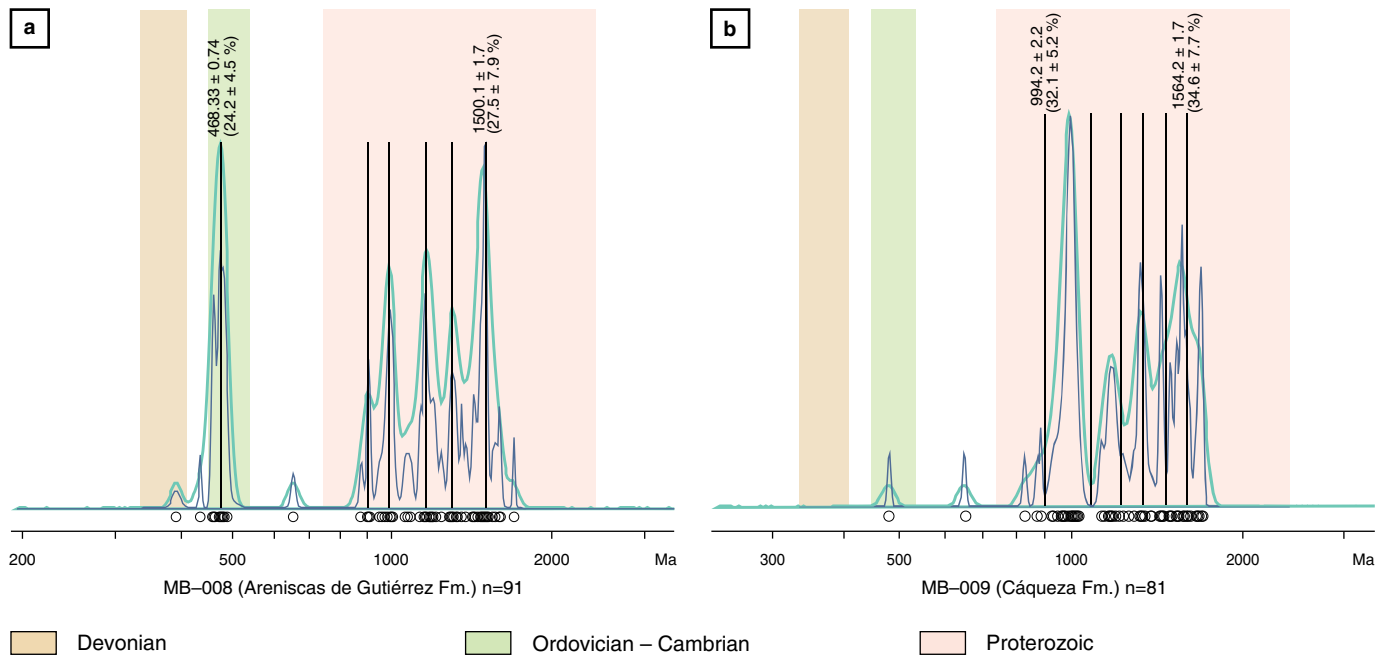 a
468.33 ± 0.74
(24.2 ± 4.5 %)
1500.1 ± 1.7
(27.5 ± 7.9 %)
200
500
1000
2000
Ma
MB–008 (Areniscas de Gutiérrez Fm.) n=91
b
994.2 ± 2.2
(32.1 ± 5.2 %)
1564.2 ± 1.7
(34.6 ± 7.7 %)
300
500
1000
2000
Ma
MB–009 (Cáqueza Fm.) n=81
Devonian
Ordovician – Cambrian
Proterozoic